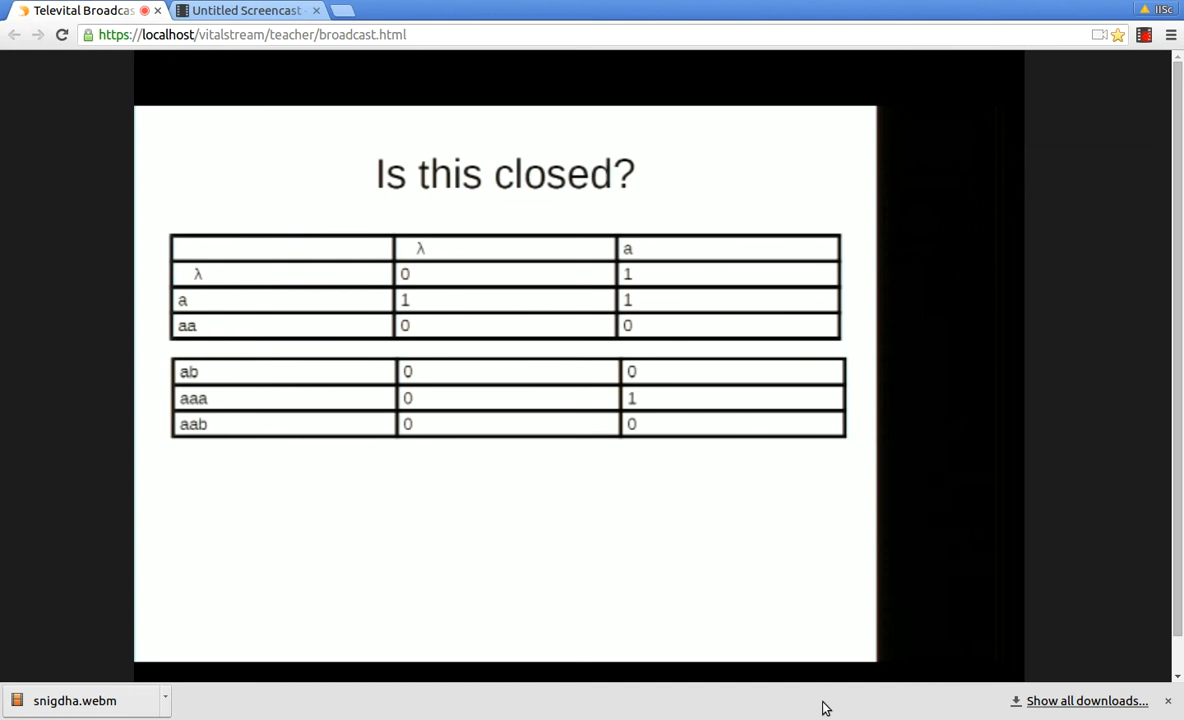 Televital Broadcas
Untitled Screencast -
IISc
https://localhost/vitalstream/teacher/broadcast.html
Is this closed?
λ a
λ 0 1
a 1 1
aa 0 0
ab 0 0
aaa 0 1
aab 0 0
snigdha.webm
Show all downloads...